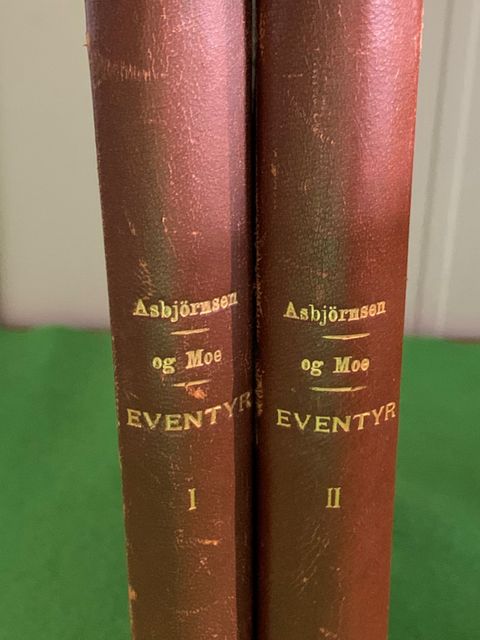 Asbjörnsen
og Moe
EVENTYR
I
Asbjörnsen
og Moe
EVENTYR
II